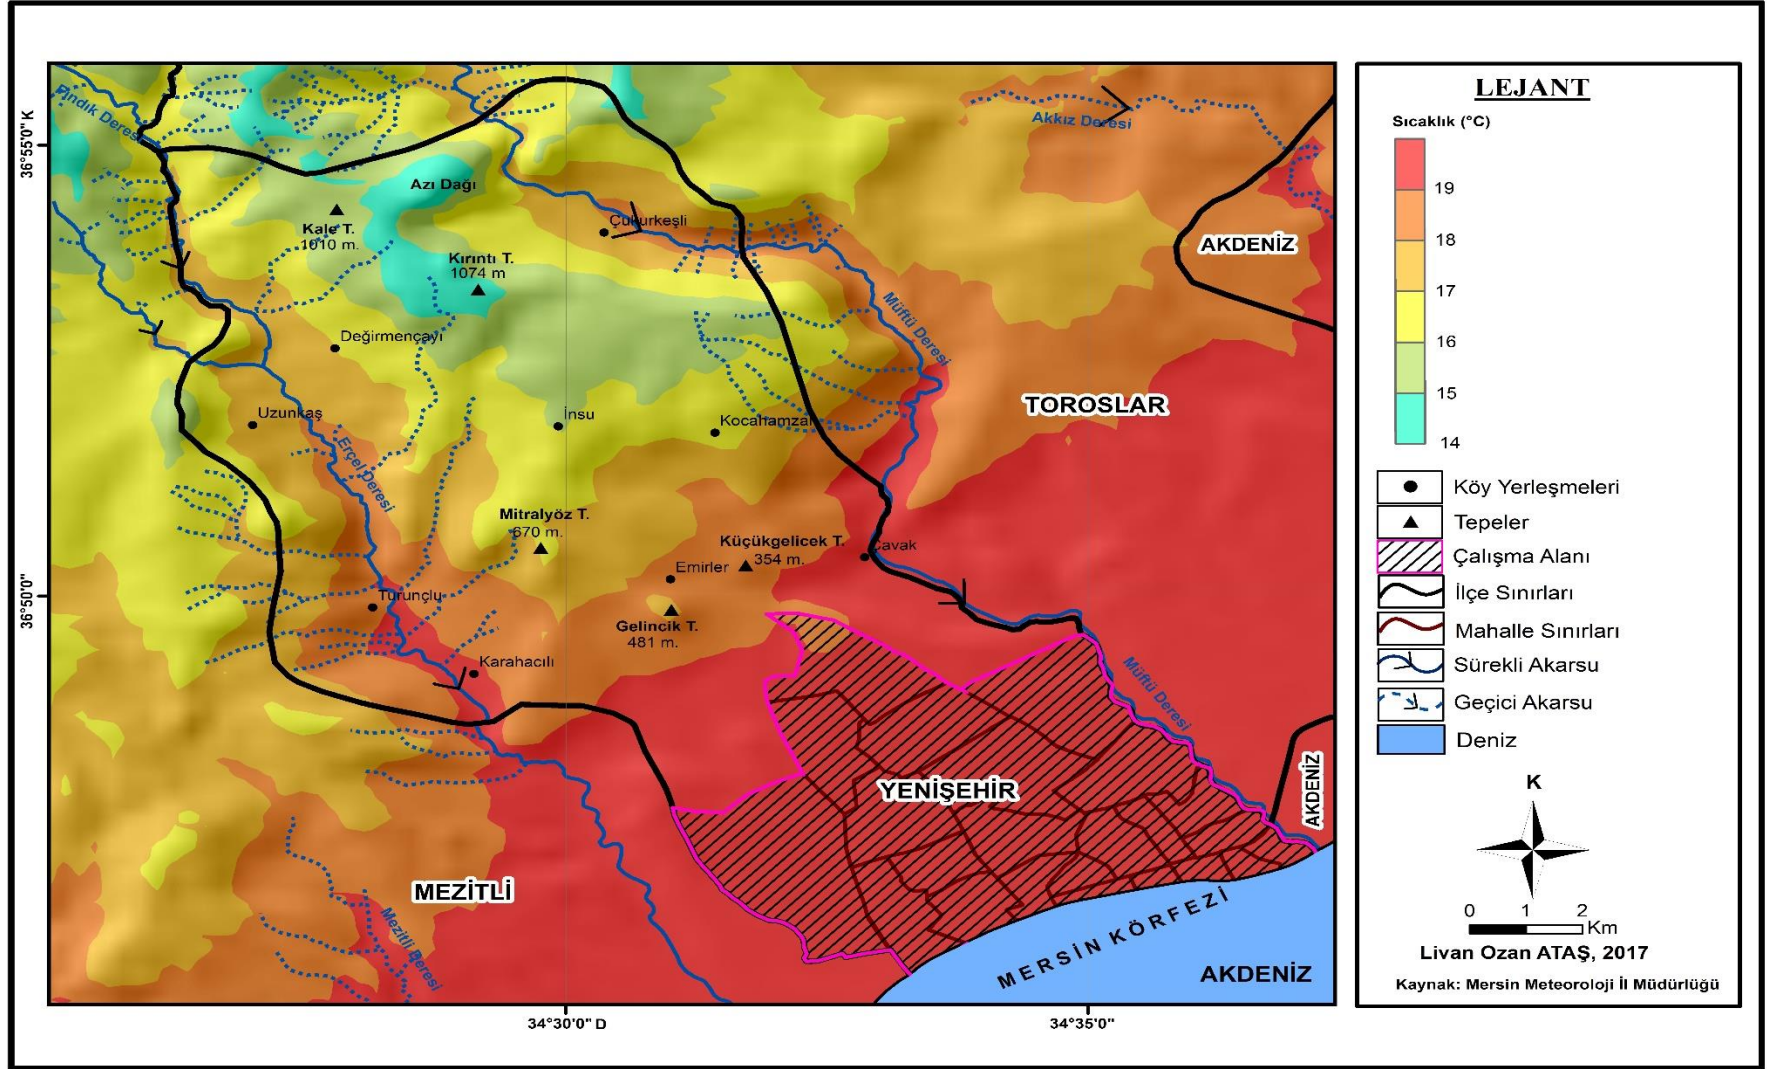 Fındık Deresi
36°55'0" K
Akkız Deresi
Azı Dağı
Kale T.
1010 m.
Çukurkeşli
AKDENİZ
Kırıntı T.
1074 m
Müftü Deresi
Değirmençayı
TOROSLAR
Uzunkaş
İnsu
Kocahamzalı
Erçel Deresi
Mitralyöz T.
670 m.
Küçükgelicek T.
354 m.
Çavak
Emirler
36°50'0"
Turunçlu
Gelincik T.
481 m.
Karahacılı
Müftü Deresi
YENİŞEHİR
AKDENİZ
MEZİTLİ
Mezitli Deresi
MERSİN KÖRFEZİ
AKDENİZ
34°30'0" D
34°35'0"
LEJANT
Sıcaklık (°C)
19
18
17
16
15
14
Köy Yerleşmeleri
Tepeler
Çalışma Alanı
İlçe Sınırları
Mahalle Sınırları
Sürekli Akarsu
Geçici Akarsu
Deniz
K
0 1 2
Km
Livan Ozan ATAŞ, 2017
Kaynak: Mersin Meteoroloji İl Müdürlüğü